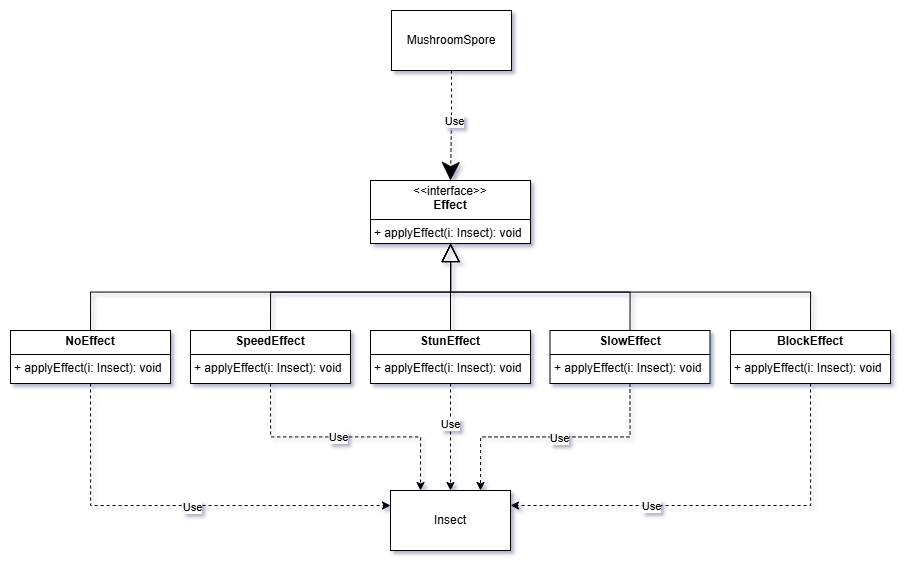 MushroomSpore
Use
<<interface>>
Effect
+ applyEffect(i: Insect): void
NoEffect
+ applyEffect(i: Insect): void
SpeedEffect
+ applyEffect(i: Insect): void
StunEffect
+ applyEffect(i: Insect): void
SlowEffect
+ applyEffect(i: Insect): void
BlockEffect
+ applyEffect(i: Insect): void
Use
Use
Use
Use
Use
Insect